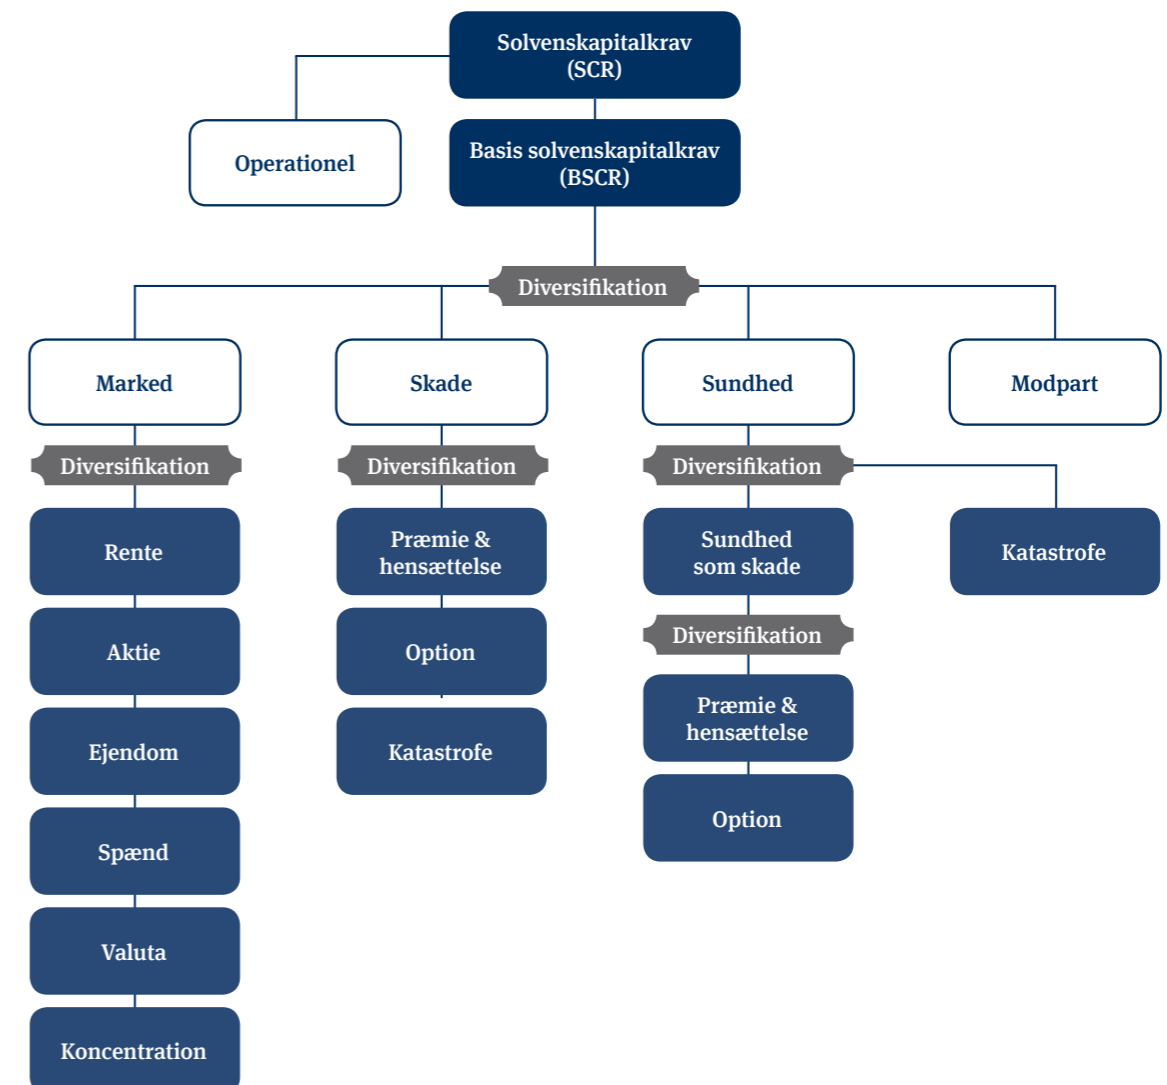 Solvenskapitalkrav
(SCR)
Operationel
Basis solvenskapitalkrav
(BSCR)
Diversifikation
Marked
Skade
Sundhed
Modpart
Diversifikation
Diversifikation
Diversifikation
Rente
Præmie &
hensættelse
Sundhed
som skade
Katastrofe
Diversifikation
Aktie
Option
Præmie &
hensættelse
Ejendom
Katastrofe
Option
Spænd
Valuta
Koncentration